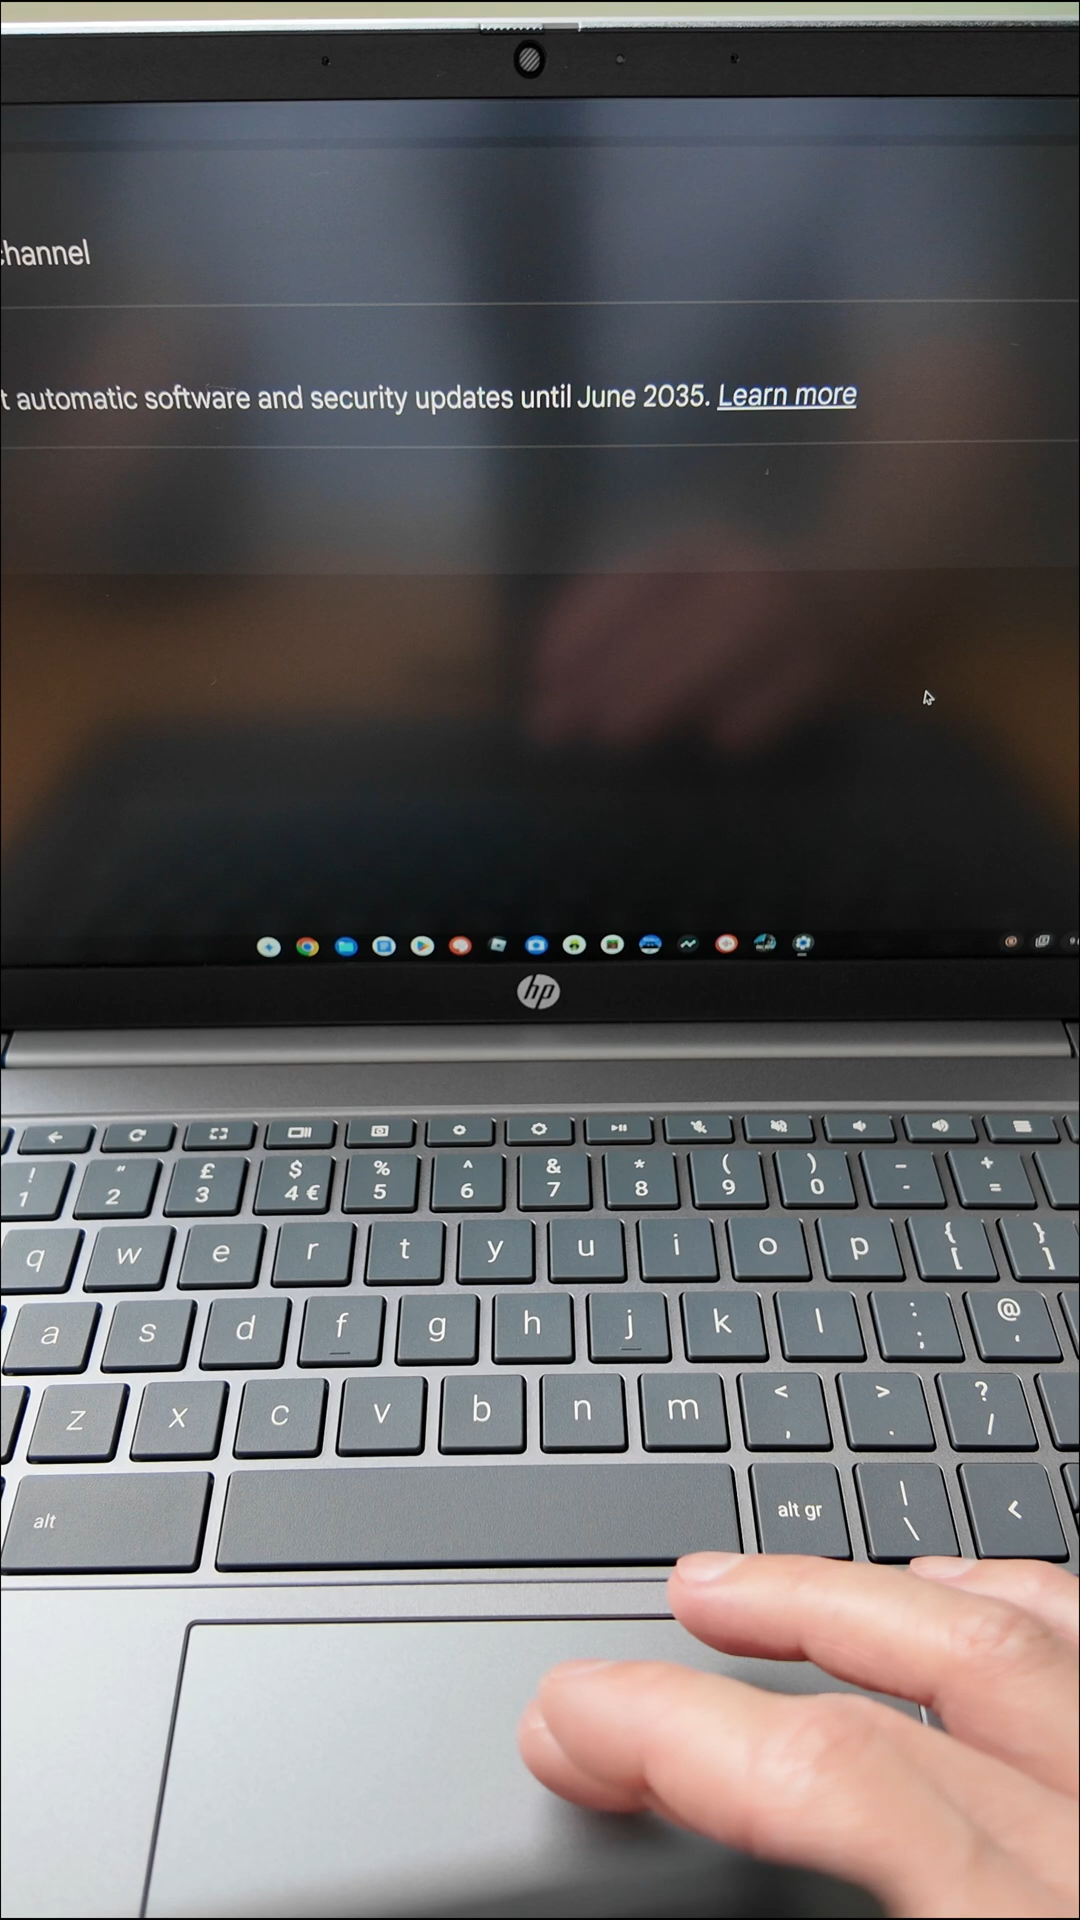 channel
t automatic software and security updates until June 2035. Learn more
hp
! " £ $ % ^ & * ( ) _ +
1 2 3 4 € 5 6 7 8 9 0 - =
q w e r t y u i o p { [ } ]
a s d f g h j k l : ; @ '
z x c v b n m < , > . ? /
alt alt gr | \ <